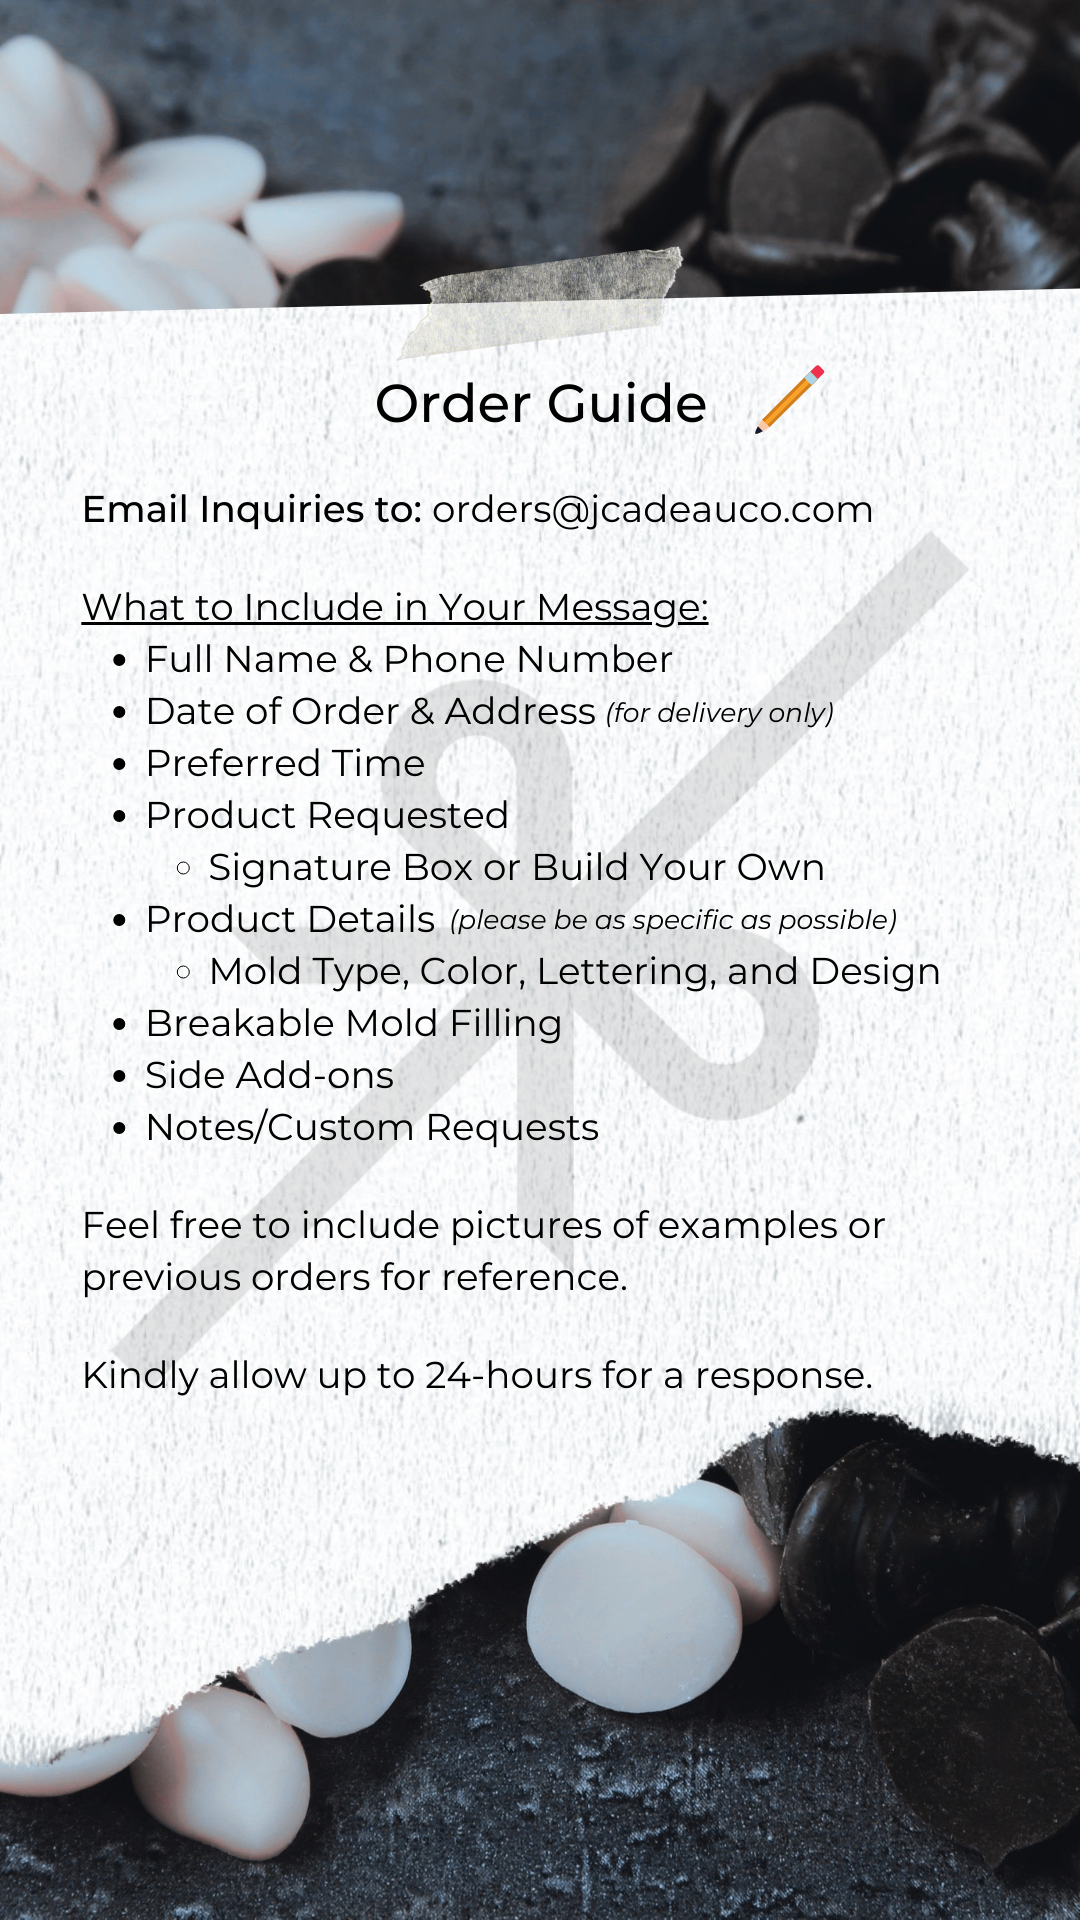 Order Guide
Email Inquiries to: orders@jcadeauco.com
What to Include in Your Message:
• Full Name & Phone Number
• Date of Order & Address (for delivery only)
• Preferred Time
• Product Requested
◦ Signature Box or Build Your Own
• Product Details (please be as specific as possible)
◦ Mold Type, Color, Lettering, and Design
• Breakable Mold Filling
• Side Add-ons
• Notes/Custom Requests
Feel free to include pictures of examples or
previous orders for reference.
Kindly allow up to 24-hours for a response.